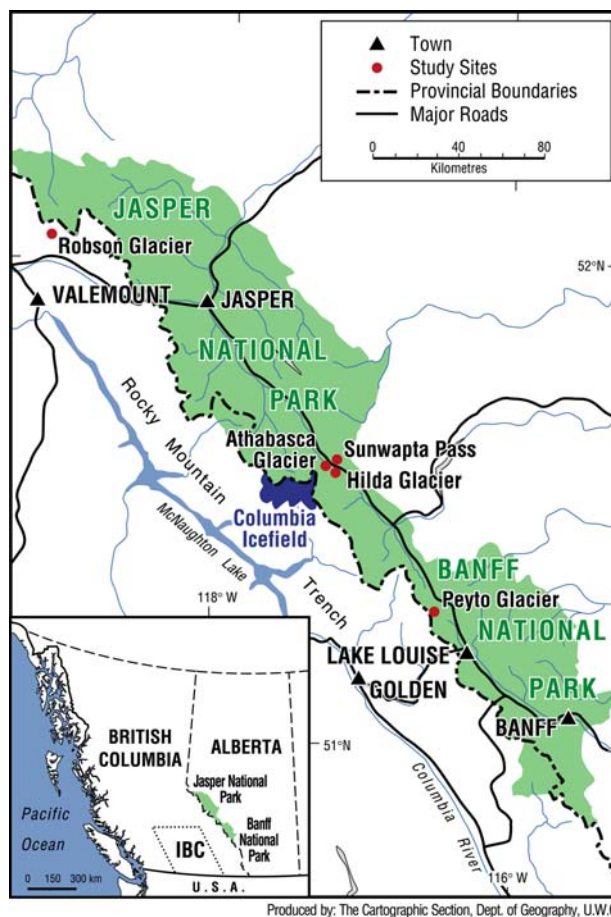 Town
Study Sites
Provincial Boundaries
Major Roads
0 40 80
Kilometres
JASPER
Robson Glacier
52°N
VALEMOUNT
JASPER
NATIONAL
PARK
Rocky Mountain Trench
Athabasca
Glacier
Sunwapta Pass
Hilda Glacier
Columbia
Icefield
McNaughton Lake
BANFF
118° W
Peyto Glacier
NATIONAL
LAKE LOUISE
GOLDEN
PARK
BANFF
51°N
Columbia River
116° W
BRITISH
COLUMBIA
ALBERTA
Jasper National
Park
Pacific
Ocean
Banff
National
Park
IBC
0 150 300 km
U.S.A.
Produced by: The Cartographic Section, Dept. of Geography, U.W.